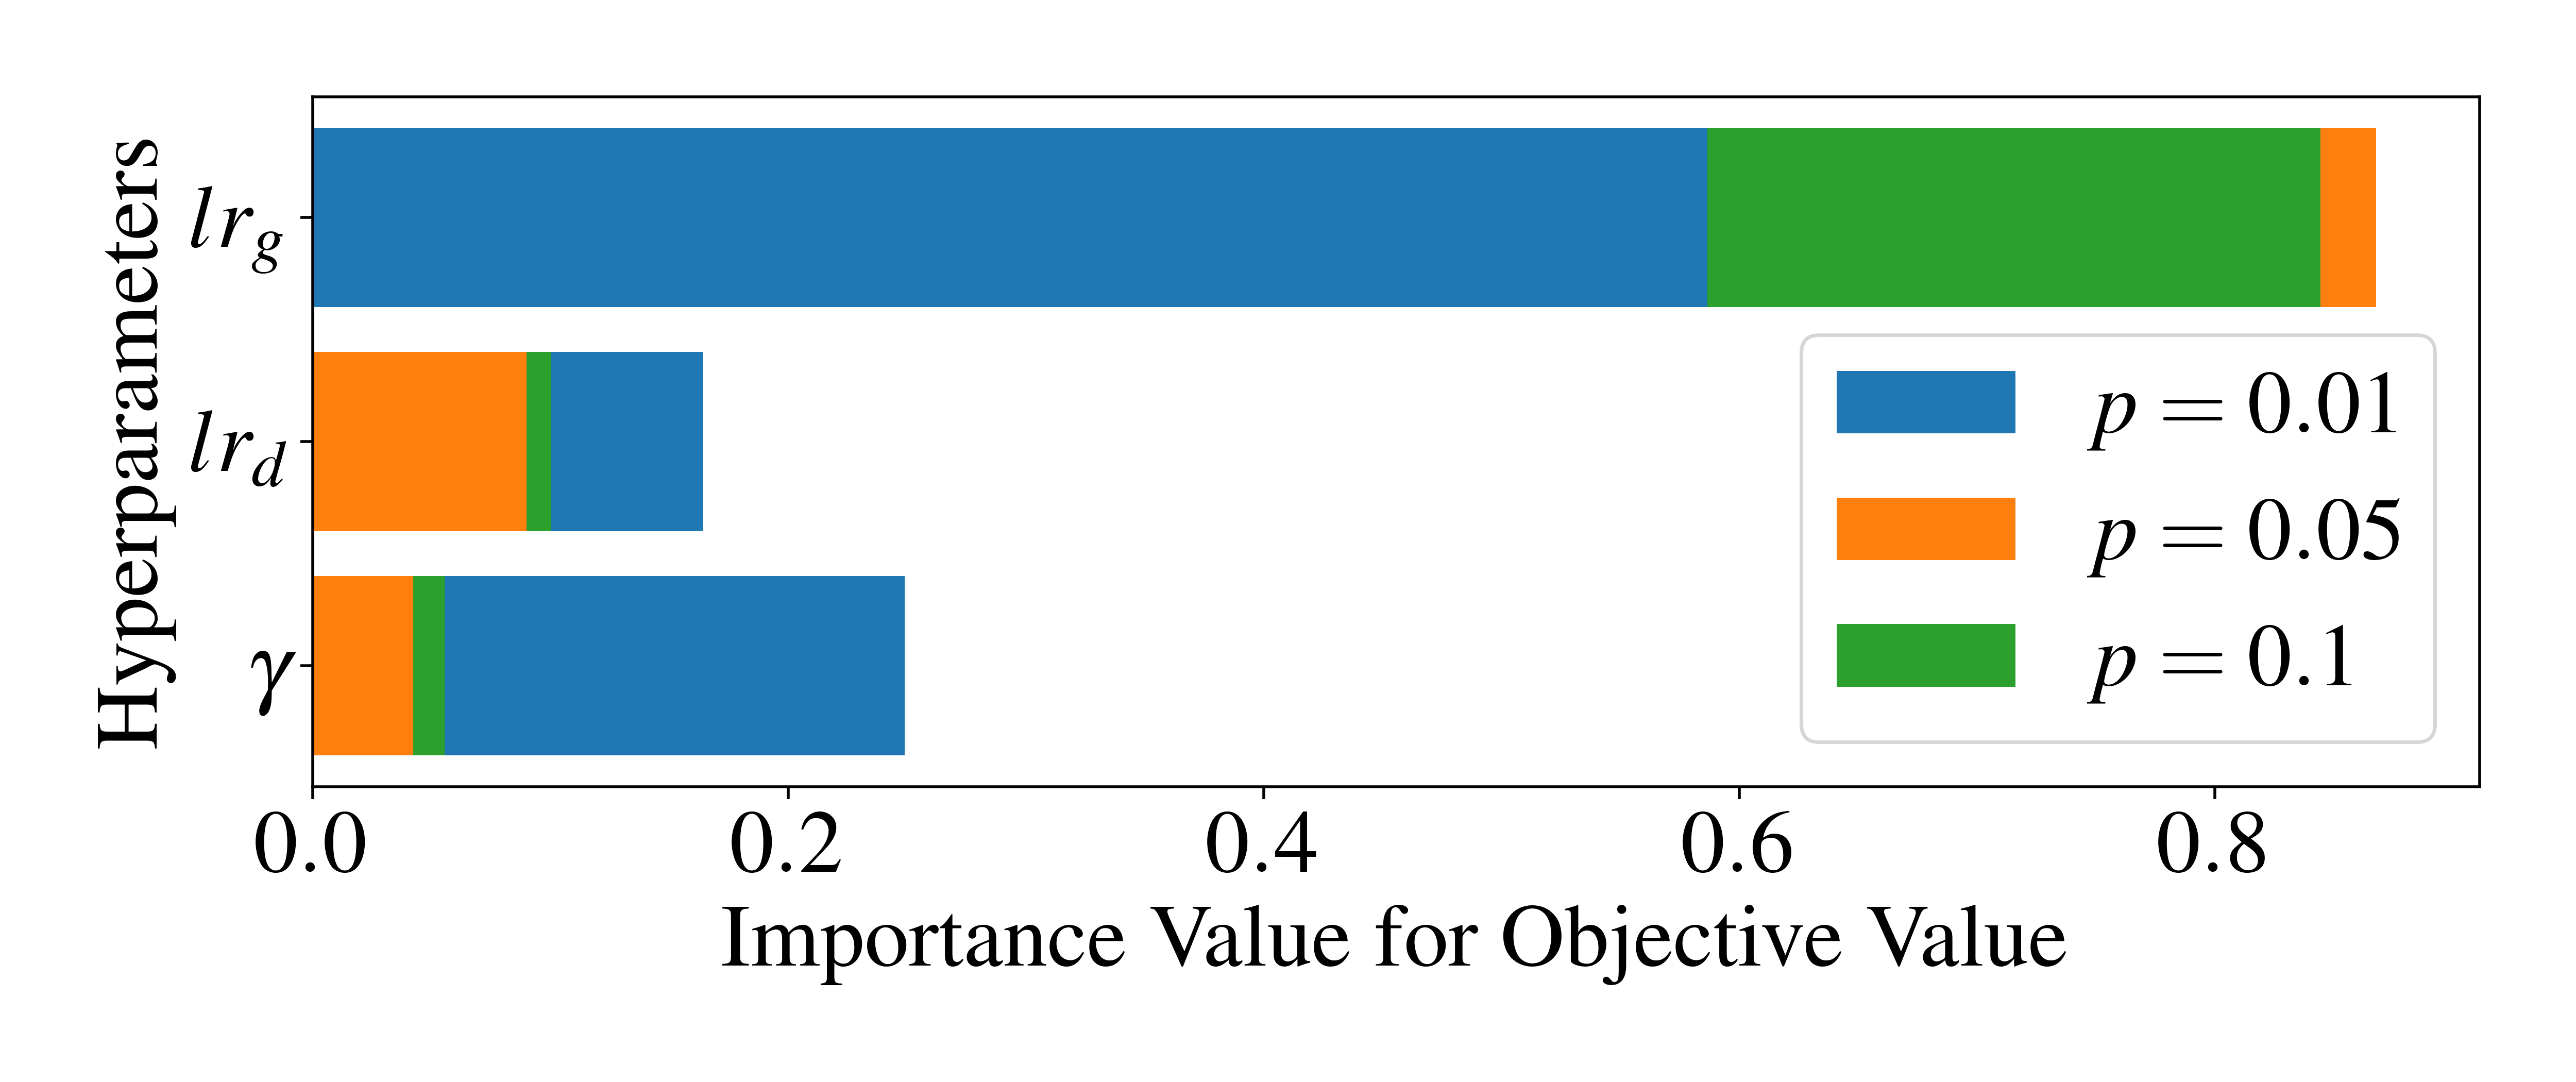 Hyperparameters
lr_g
lr_d
γ
p = 0.01
p = 0.05
p = 0.1
0.0 0.2 0.4 0.6 0.8
Importance Value for Objective Value